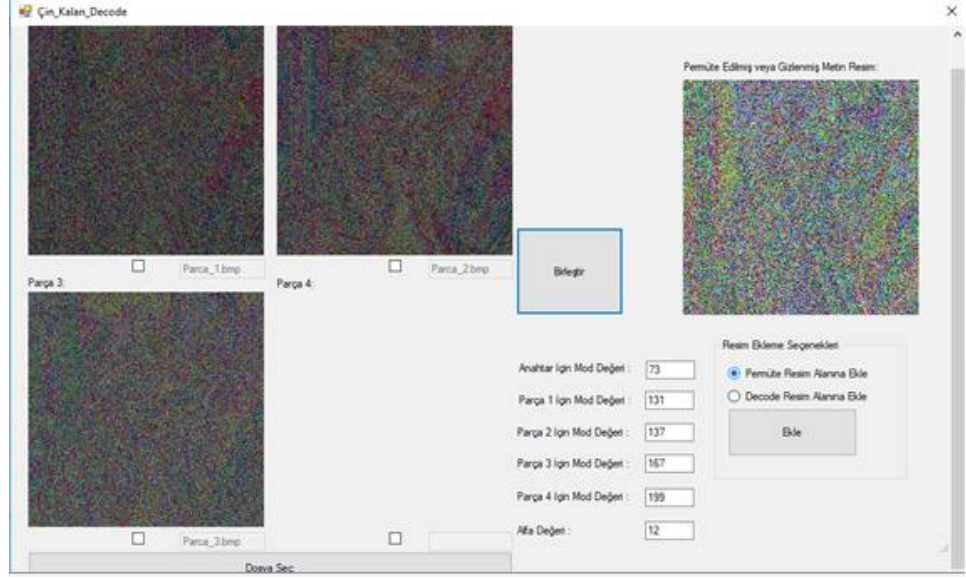 Çin_Kalan_Decode
Permüte Edilmiş veya Gizlenmiş Metin Resim:
Parca_1.bmp
Parca_2.bmp
Birleştir
Parça 3:
Parça 4:
Resim Ekleme Seçenekleri
Anahtar İçin Mod Değeri : 73
Permüte Resim Alanına Ekle
Parça 1 İçin Mod Değeri : 131
Decode Resim Alanına Ekle
Parça 2 İçin Mod Değeri : 137
Ekle
Parça 3 İçin Mod Değeri : 167
Parça 4 İçin Mod Değeri : 199
Alfa Değeri : 12
Parca_3.bmp
Dosya Seç